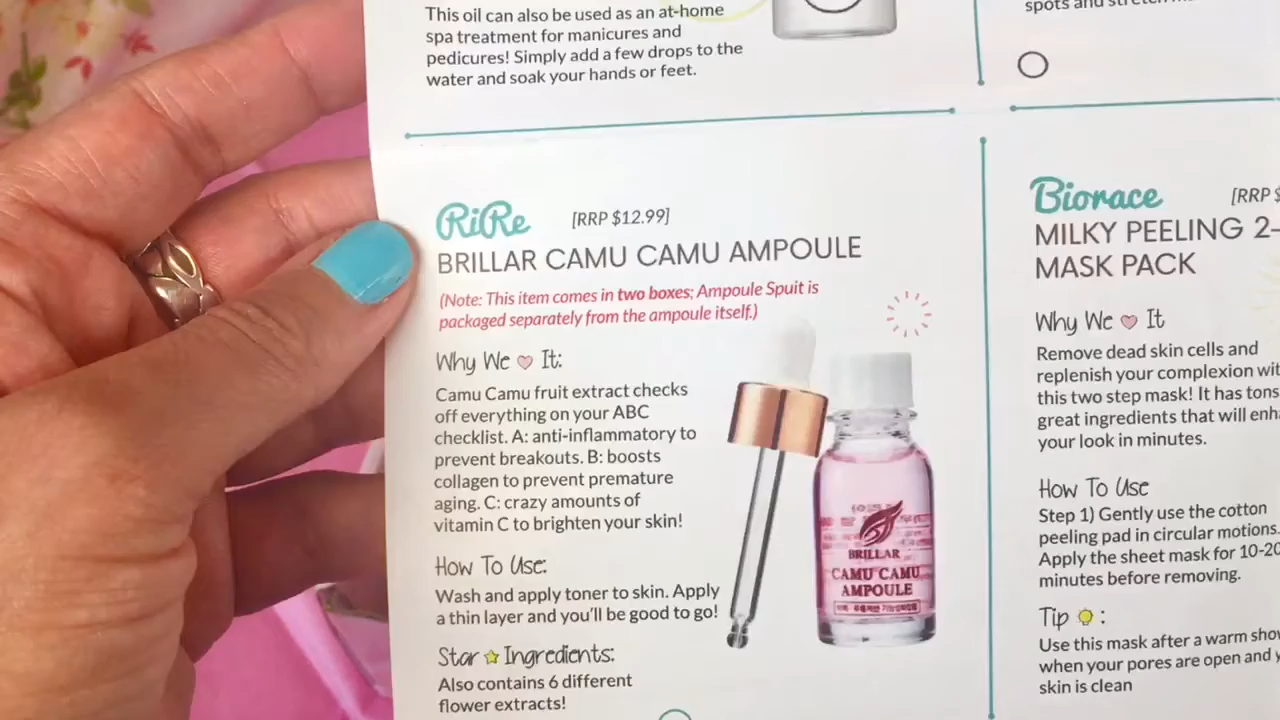 This oil can also be used as an at-home
spa treatment for manicures and
pedicures! Simply add a few drops to the
water and soak your hands or feet.
spots and stretch
RiRe [RRP $12.99]
BRILLAR CAMU CAMU AMPOULE
(Note: This item comes in two boxes; Ampoule Spuit is
packaged separately from the ampoule itself.)
Why We It:
Camu Camu fruit extract checks
off everything on your ABC
checklist. A: anti-inflammatory to
prevent breakouts. B: boosts
collagen to prevent premature
aging. C: crazy amounts of
vitamin C to brighten your skin!
How To Use:
Wash and apply toner to skin. Apply
a thin layer and you'll be good to go!
Star Ingredients:
Also contains 6 different
flower extracts!
BRILLAR
CAMU CAMU
AMPOULE
Biorace [RRP $
MILKY PEELING 2-
MASK PACK
Why We It
Remove dead skin cells and
replenish your complexion wit
this two step mask! It has tons
great ingredients that will enh
your look in minutes.
How To Use
Step 1) Gently use the cotton
peeling pad in circular motions.
Apply the sheet mask for 10-20
minutes before removing.
Tip :
Use this mask after a warm sho
when your pores are open and y
skin is clean